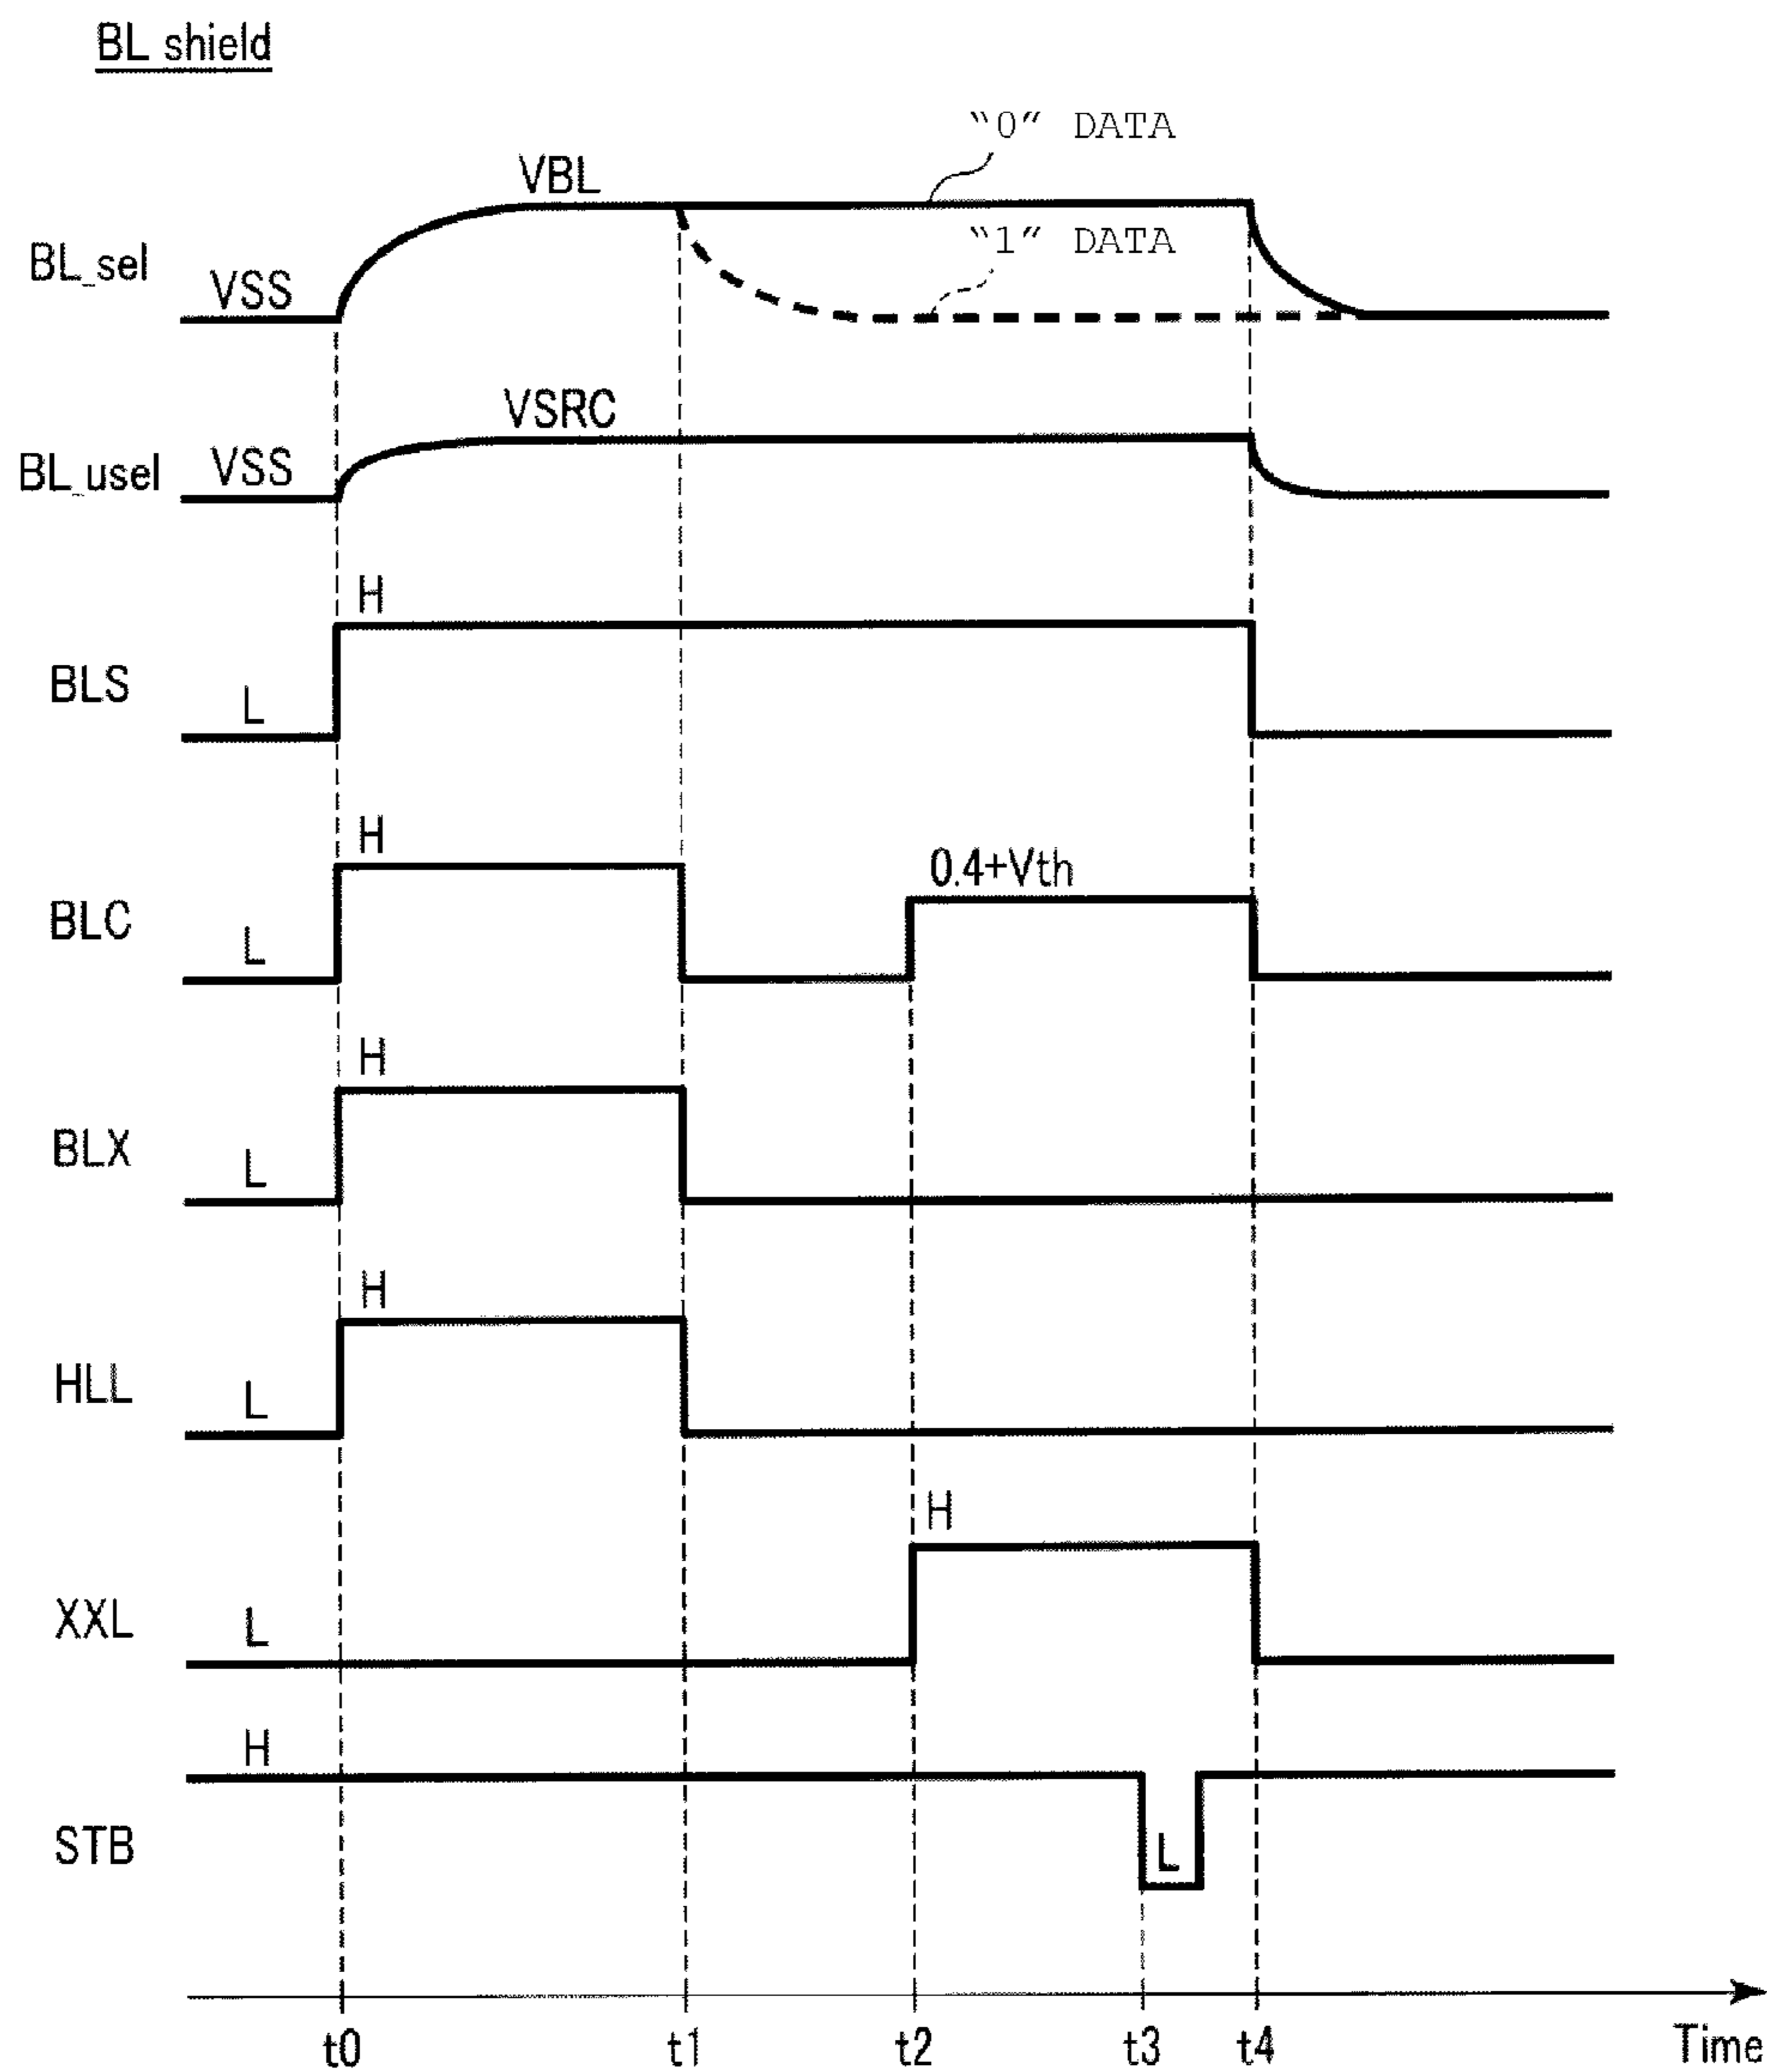 BL shield
“0” DATA
VBL
BL_sel
VSS
“1” DATA
VSRC
BL_usel
VSS
H
BLS
L
H
0.4+Vth
BLC
L
H
BLX
L
H
HLL
L
H
XXL
L
H
STB
L
t0 t1 t2 t3 t4 Time